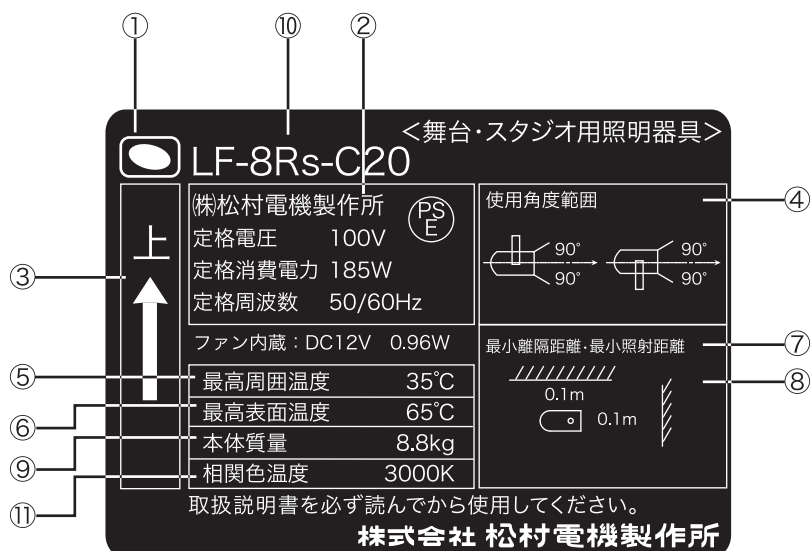 ① ⑩ ②
<舞台・スタジオ用照明器具>
LF-8Rs-C20
③
上
(株)松村電機製作所
PS
E
定格電圧 100V
定格消費電力 185W
定格周波数 50/60Hz
ファン内蔵：DC12V 0.96W
④
使用角度範囲
90° 90°
90° 90°
⑦
最小離隔距離・最小照射距離
⑧
0.1m
0.1m
⑤
最高周囲温度 35℃
⑥
最高表面温度 65℃
⑨
本体質量 8.8kg
⑪
相関色温度 3000K
取扱説明書を必ず読んでから使用してください。
株式会社 松村電機製作所